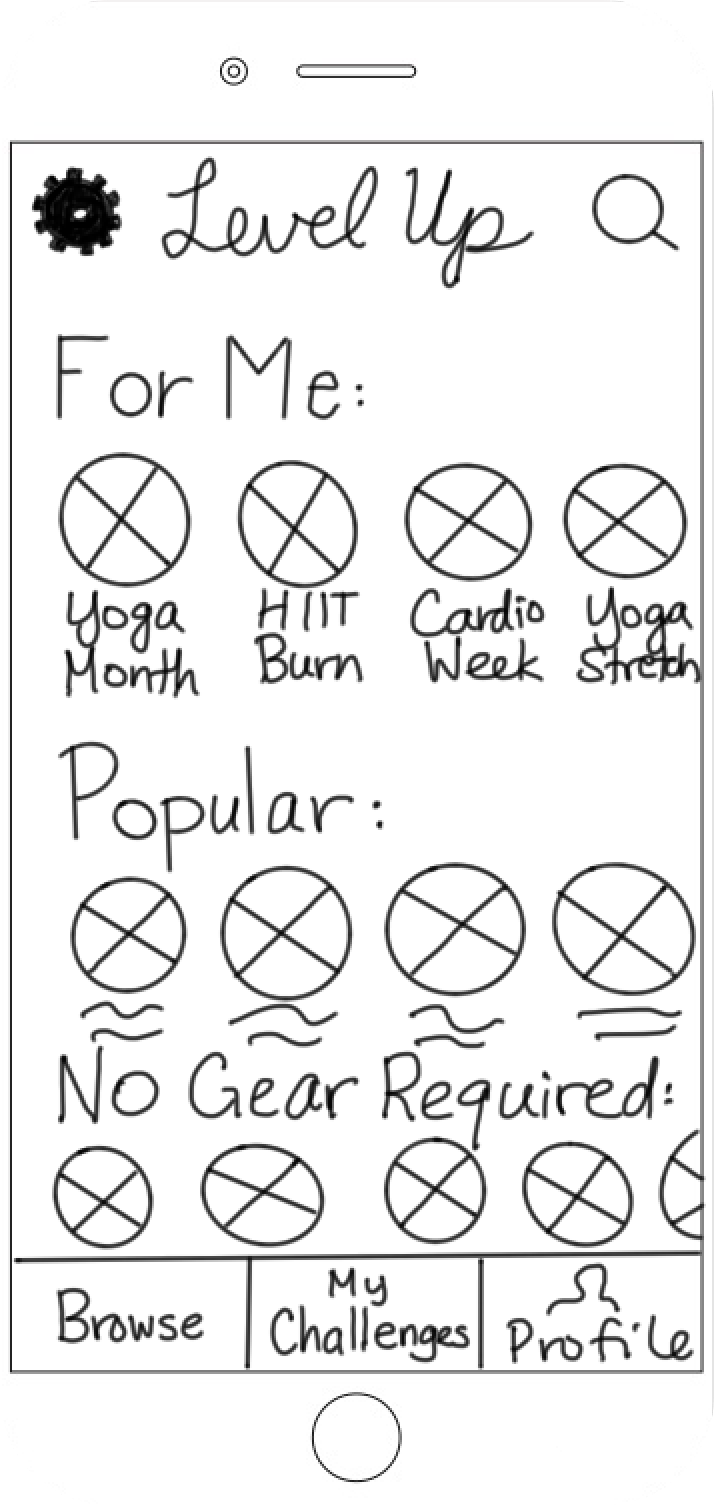 Level Up
For Me:
Yoga Month
HIIT Burn
Cardio Week
Yoga Stretch
Popular:
No Gear Required:
Browse
My Challenges
Profile